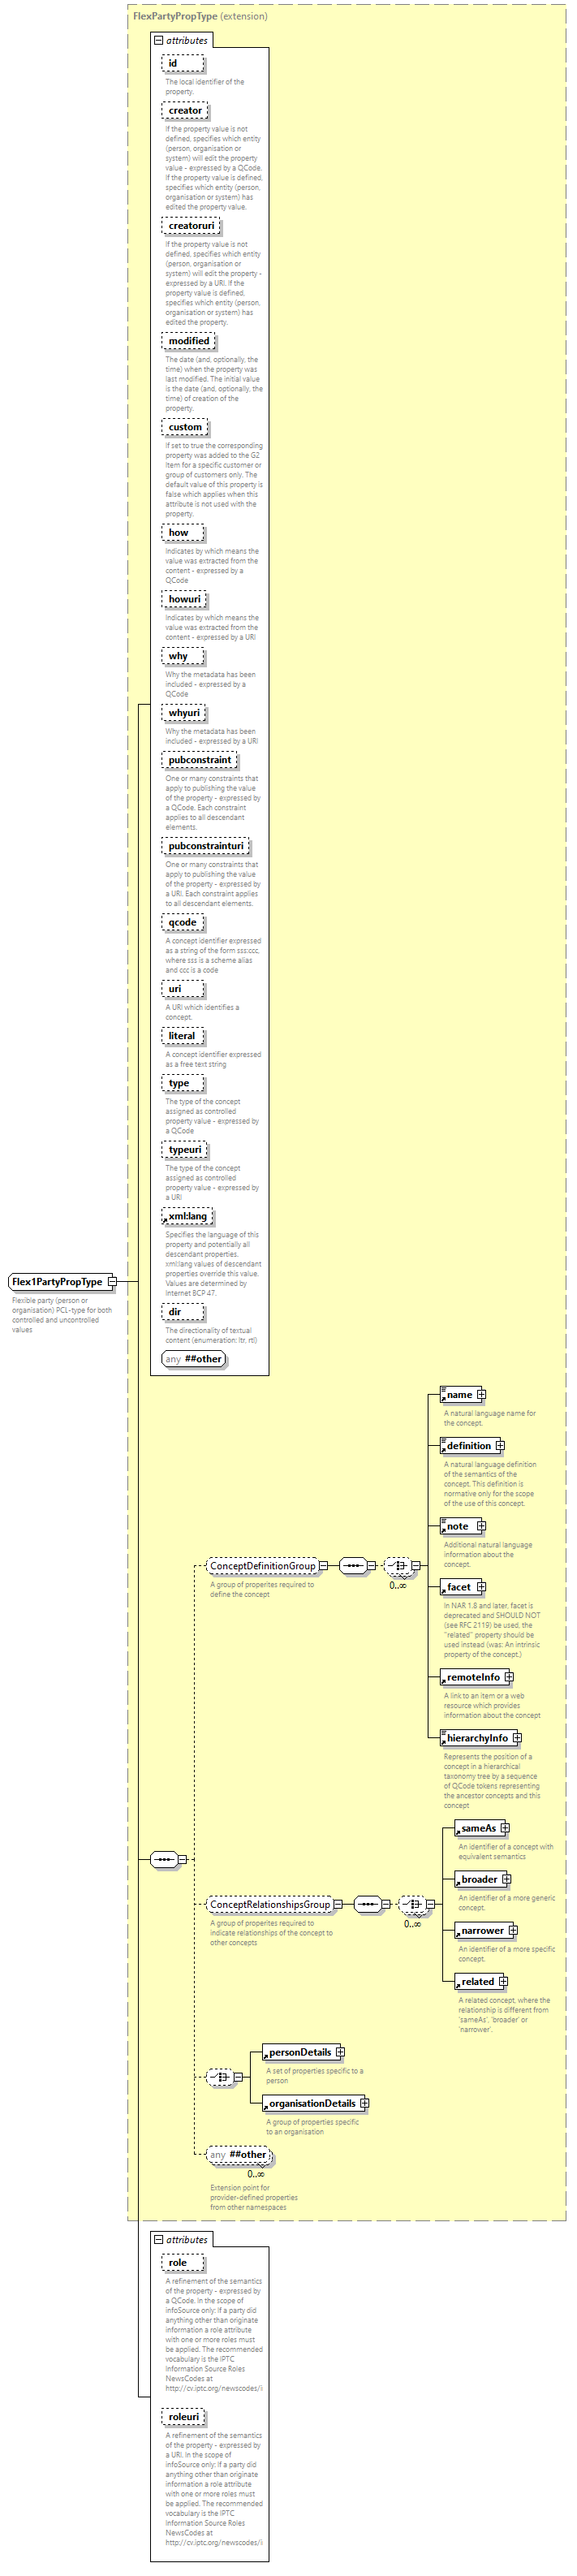 FlexPartyPropType (extension)
attributes
id
The local identifier of the
property.
creator
If the property value is not
defined, specifies which entity
(person, organisation or
system) will edit the property
value - expressed by a QCode.
If the property value is defined,
specifies which entity (person,
organisation or system) has
edited the property value.
creatoruri
If the property value is not
defined, specifies which entity
(person, organisation or
system) will edit the property -
expressed by a URI. If the
property value is defined,
specifies which entity (person,
organisation or system) has
edited the property.
modified
The date (and, optionally, the
time) when the property was
last modified. The initial value
is the date (and, optionally, the
time) of creation of the
property.
custom
If set to true the corresponding
property was added to the G2
Item for a specific customer or
group of customers only. The
default value of this property is
false which applies when this
attribute is not used with the
property.
how
Indicates by which means the
value was extracted from the
content - expressed by a
QCode
howuri
Indicates by which means the
value was extracted from the
content - expressed by a URI
why
Why the metadata has been
included - expressed by a
QCode
whyuri
Why the metadata has been
included - expressed by a URI
pubconstraint
One or many constraints that
apply to publishing the value
of the property - expressed by
a QCode. Each constraint
applies to all descendant
elements.
pubconstrainturi
One or many constraints that
apply to publishing the value
of the property - expressed by
a URI. Each constraint applies
to all descendant elements.
qcode
A concept identifier expressed
as a string of the form sss:ccc,
where sss is a scheme alias
and ccc is a code
uri
A URI which identifies a
concept.
literal
A concept identifier expressed
as a free text string
type
The type of the concept
assigned as controlled
property value - expressed by
a QCode
typeuri
The type of the concept
assigned as controlled
property value - expressed by
a URI
xml:lang
Specifies the language of this
property and potentially all
descendant properties.
xml:lang values of descendant
properties override this value.
Values are determined by
Internet BCP 47.
dir
The directionality of textual
content (enumeration: ltr, rtl)
any ##other
Flex1PartyPropType
Flexible party (person or
organisation) PCL-type for both
controlled and uncontrolled
values
ConceptDefinitionGroup
A group of properites required to
define the concept
0..∞
name
A natural language name for
the concept.
definition
A natural language definition
of the semantics of the
concept. This definition is
normative only for the scope
of the use of this concept.
note
Additional natural language
information about the
concept.
facet
In NAR 1.8 and later, facet is
deprecated and SHOULD NOT
(see RFC 2119) be used, the
"related" property should be
used instead (was: An intrinsic
property of the concept.)
remoteInfo
A link to an item or a web
resource which provides
information about the concept
hierarchyInfo
Represents the position of a
concept in a hierarchical
taxonomy tree by a sequence
of QCode tokens representing
the ancestor concepts and this
concept
ConceptRelationshipsGroup
A group of properites required to
indicate relationships of the concept to
other concepts
0..∞
sameAs
An identifier of a concept with
equivalent semantics
broader
An identifier of a more generic
concept.
narrower
An identifier of a more specific
concept.
related
A related concept, where the
relationship is different from
'sameAs', 'broader' or
'narrower'.
personDetails
A set of properties specific to a
person
organisationDetails
A group of properties specific
to an organisation
any ##other
0..∞
Extension point for
provider-defined properties
from other namespaces
attributes
role
A refinement of the semantics
of the property - expressed by
a QCode. In the scope of
infoSource only: If a party did
anything other than originate
information a role attribute
with one or more roles must
be applied. The recommended
vocabulary is the IPTC
Information Source Roles
NewsCodes at
http://cv.iptc.org/newscodes/i
roleuri
A refinement of the semantics
of the property - expressed by
a URI. In the scope of
infoSource only: If a party did
anything other than originate
information a role attribute
with one or more roles must
be applied. The recommended
vocabulary is the IPTC
Information Source Roles
NewsCodes at
http://cv.iptc.org/newscodes/i